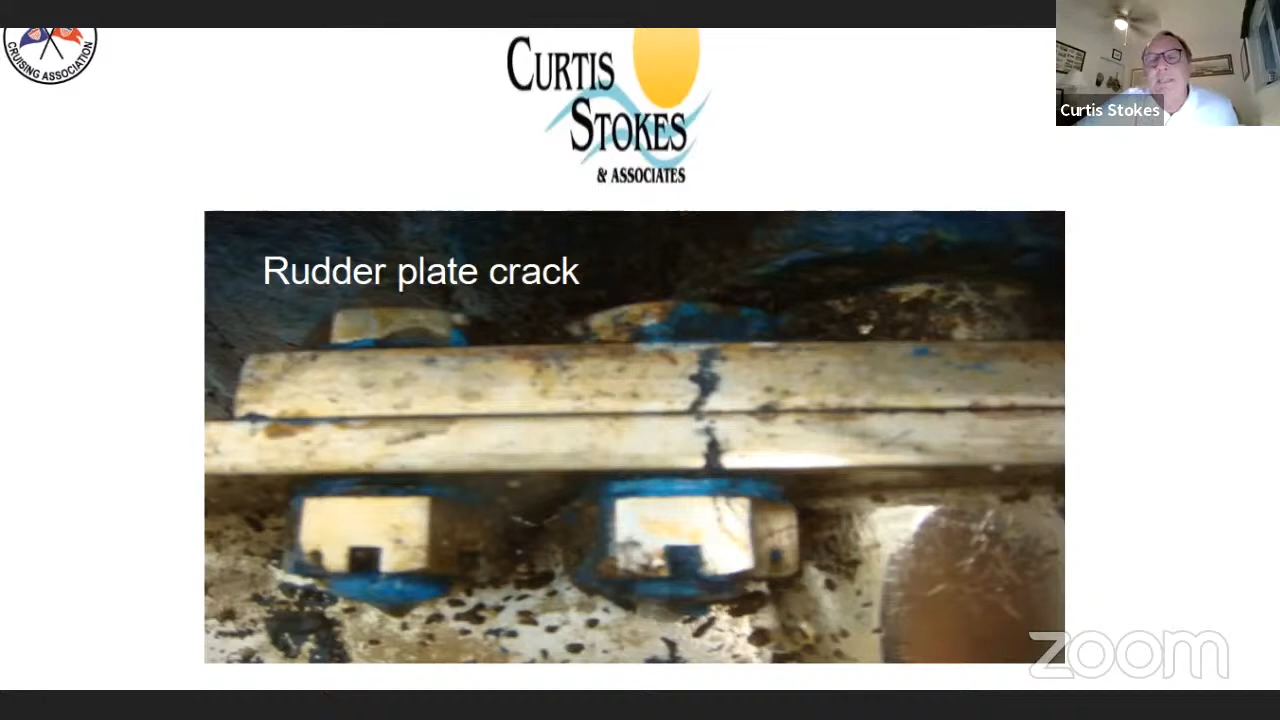 CRUISING ASSOCIATION
CURTIS
STOKES
& ASSOCIATES
Curtis Stokes
Rudder plate crack
zoom